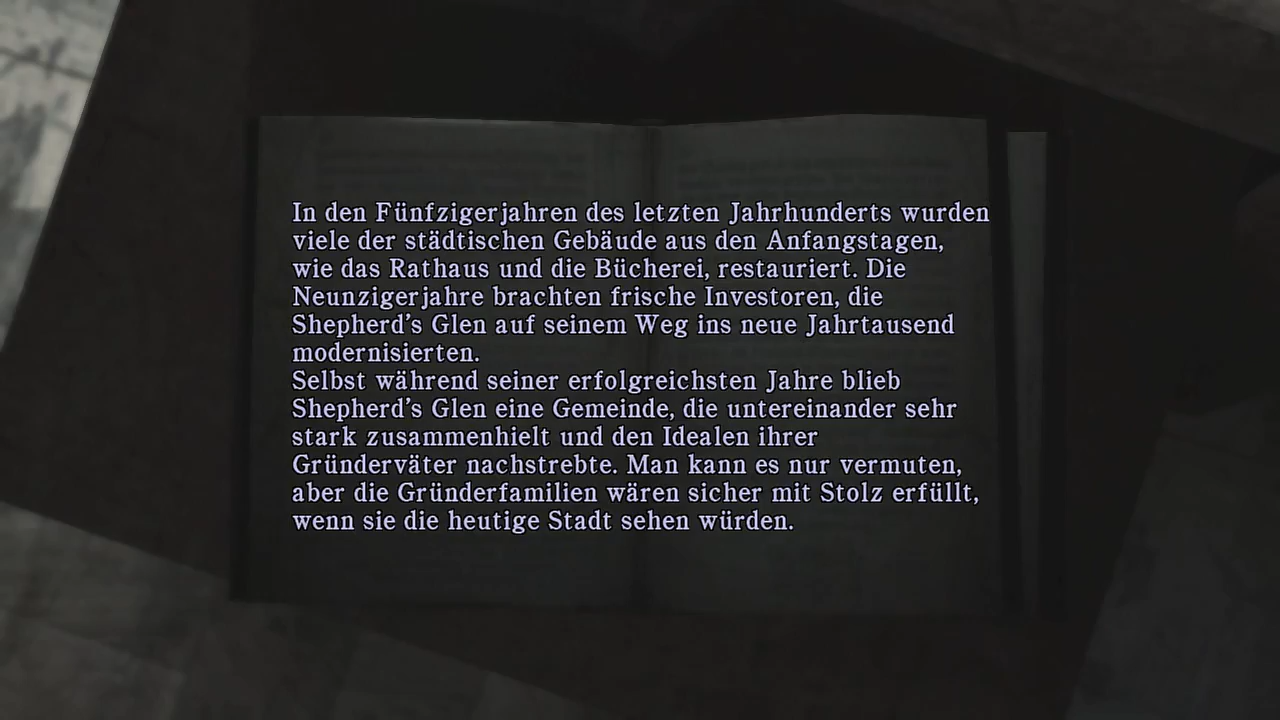 In den Fünfzigerjahren des letzten Jahrhunderts wurden
viele der städtischen Gebäude aus den Anfangstagen,
wie das Rathaus und die Bücherei, restauriert. Die
Neunzigerjahre brachten frische Investoren, die
Shepherd's Glen auf seinem Weg ins neue Jahrtausend
modernisierten.
Selbst während seiner erfolgreichsten Jahre blieb
Shepherd's Glen eine Gemeinde, die untereinander sehr
stark zusammenhielt und den Idealen ihrer
Gründerväter nachstrebte. Man kann es nur vermuten,
aber die Gründerfamilien wären sicher mit Stolz erfüllt,
wenn sie die heutige Stadt sehen würden.